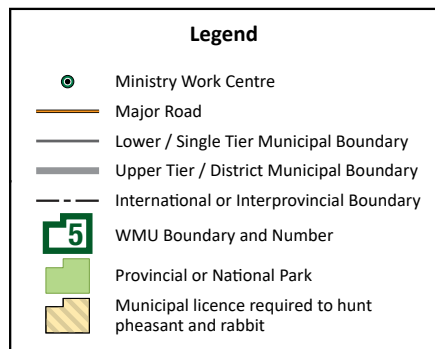 Legend
Ministry Work Centre
Major Road
Lower / Single Tier Municipal Boundary
Upper Tier / District Municipal Boundary
International or Interprovincial Boundary
5 WMU Boundary and Number
Provincial or National Park
Municipal licence required to hunt
pheasant and rabbit